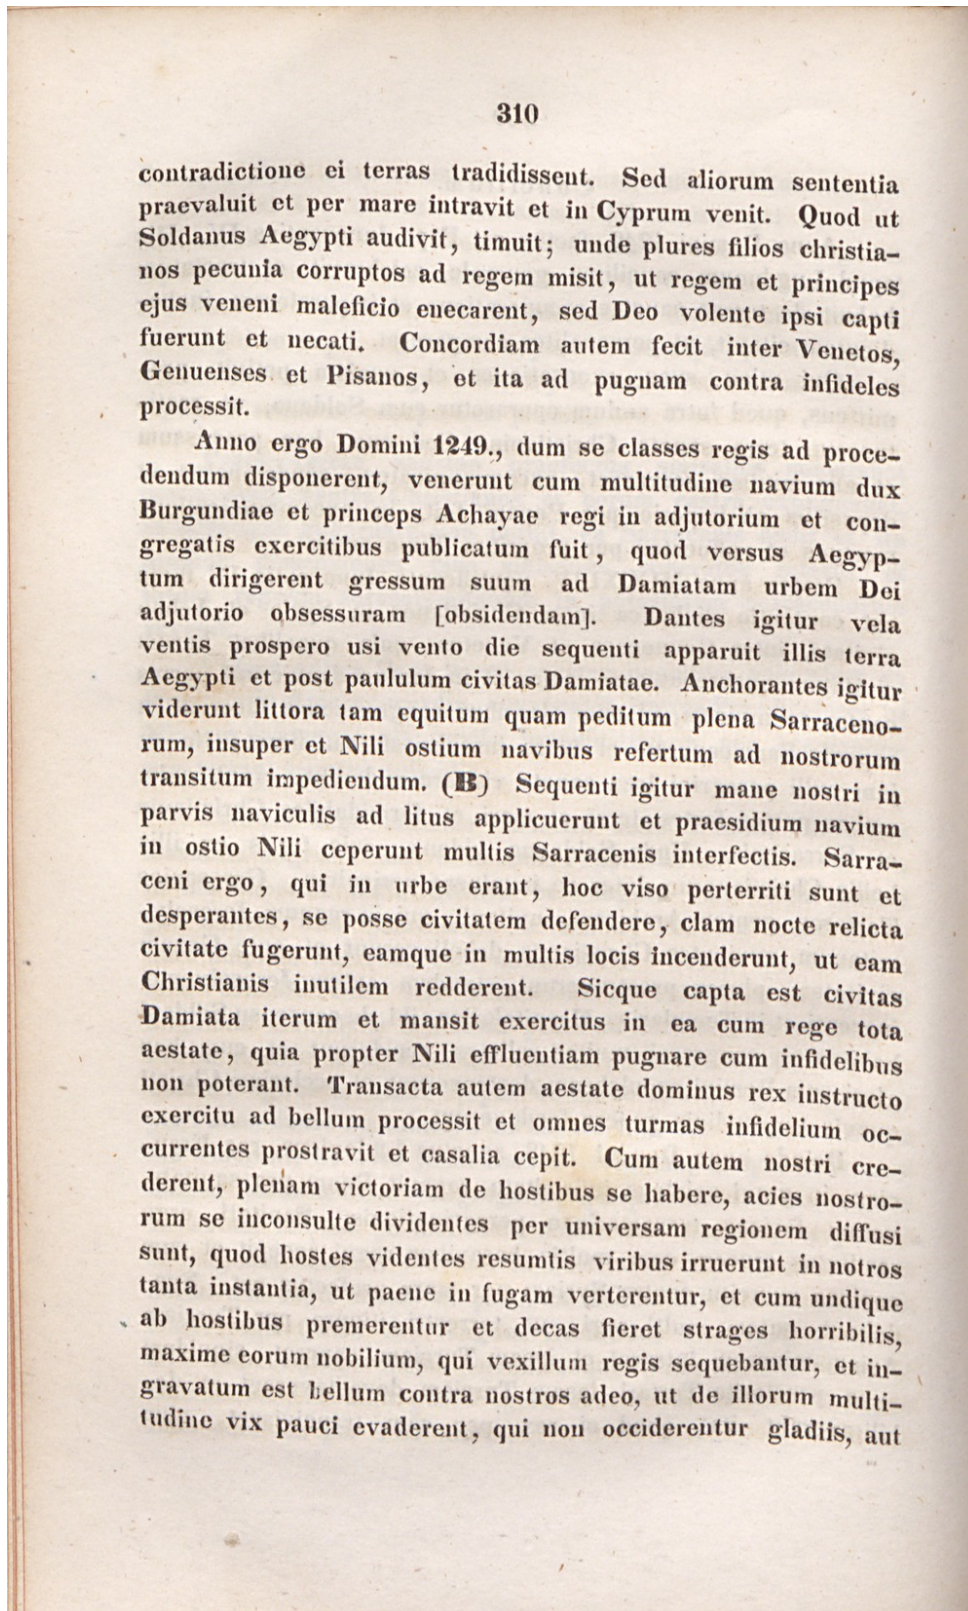 310
contradictione ei terras tradidissent. Sed aliorum sententia
praevaluit et per mare intravit et in Cyprum venit. Quod ut
Soldanus Aegypti audivit, timuit; unde plures filios christia-
nos pecunia corruptos ad regem misit, ut regem et principes
ejus veneni maleficio enecarent, sed Deo volente ipsi capti
fuerunt et necati. Concordiam autem fecit inter Venetos,
Genuenses et Pisanos, et ita ad pugnam contra infideles
processit.
Anno ergo Domini 1249., dum se classes regis ad proce-
dendum disponerent, venerunt cum multitudine navium dux
Burgundiae et princeps Achayae regi in adjutorium et con-
gregatis exercitibus publicatum fuit, quod versus Aegyp-
tum dirigerent gressum suum ad Damiatam urbem Dei
adjutorio obsessuram [obsidendam]. Dantes igitur vela
ventis prospero usi vento die sequenti apparuit illis terra
Aegypti et post paululum civitas Damiatae. Anchorantes igitur
viderunt littora tam equitum quam peditum plena Sarraceno-
rum, insuper et Nili ostium navibus refertum ad nostrorum
transitum impediendum. (B) Sequenti igitur mane nostri in
parvis naviculis ad litus applicuerunt et praesidium navium
in ostio Nili ceperunt multis Sarracenis interfectis. Sarra-
ceni ergo, qui in urbe erant, hoc viso perterriti sunt et
desperantes, se posse civitatem defendere, clam nocte relicta
civitate fugerunt, eamque in multis locis incenderunt, ut eam
Christianis inutilem redderent. Sicque capta est civitas
Damiata iterum et mansit exercitus in ea cum rege tota
aestate, quia propter Nili effluentiam pugnare cum infidelibus
non poterant. Transacta autem aestate dominus rex instructo
exercitu ad bellum processit et omnes turmas infidelium oc-
currentes prostravit et casalia cepit. Cum autem nostri cre-
derent, plenam victoriam de hostibus se habere, acies nostro-
rum se inconsulte dividentes per universam regionem diffusi
sunt, quod hostes videntes resumtis viribus irruerunt in notros
tanta instantia, ut paene in fugam verterentur, et cum undique
ab hostibus premerentur et decas fieret strages horribilis,
maxime eorum nobilium, qui vexillum regis sequebantur, et in-
gravatum est bellum contra nostros adeo, ut de illorum multi-
tudine vix pauci evaderent, qui non occiderentur gladiis, aut